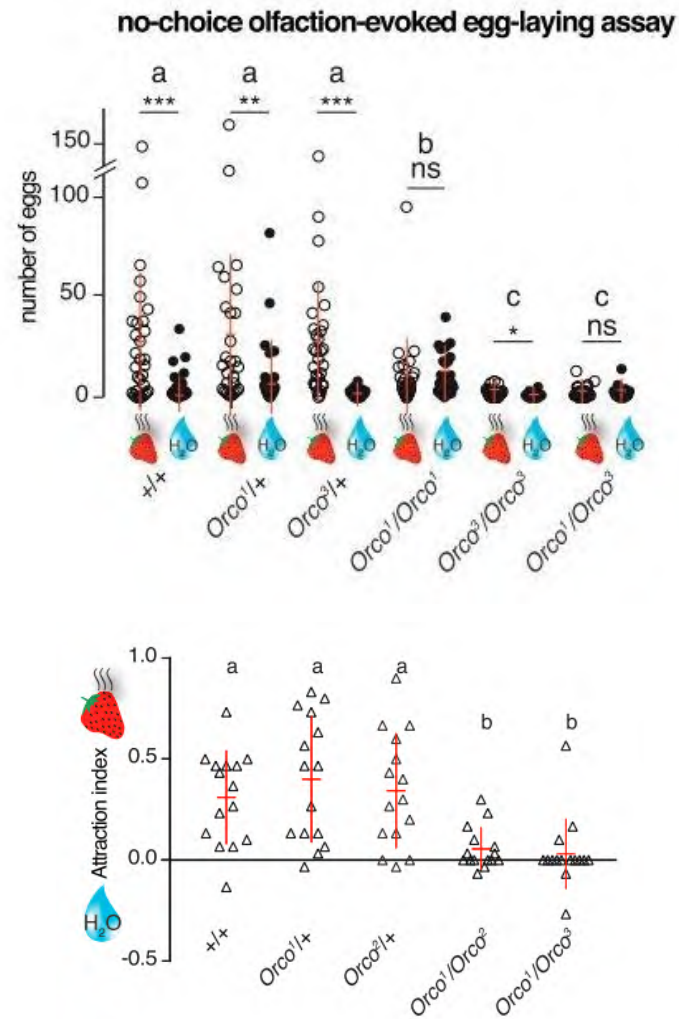 no-choice olfaction-evoked egg-laying assay
a a a
*** ** *** b
ns
c c
* ns
number of eggs
150
100
50
0
H₂O H₂O H₂O H₂O H₂O H₂O
+/+ Orco¹/+ Orco³/+ Orco¹/Orco¹ Orco³/Orco³ Orco¹/Orco³
1.0
a a a
b b
0.5
Attraction index
0.0
H₂O
-0.5
+/+ Orco¹/+ Orco²/+ Orco¹/Orco² Orco¹/Orco³